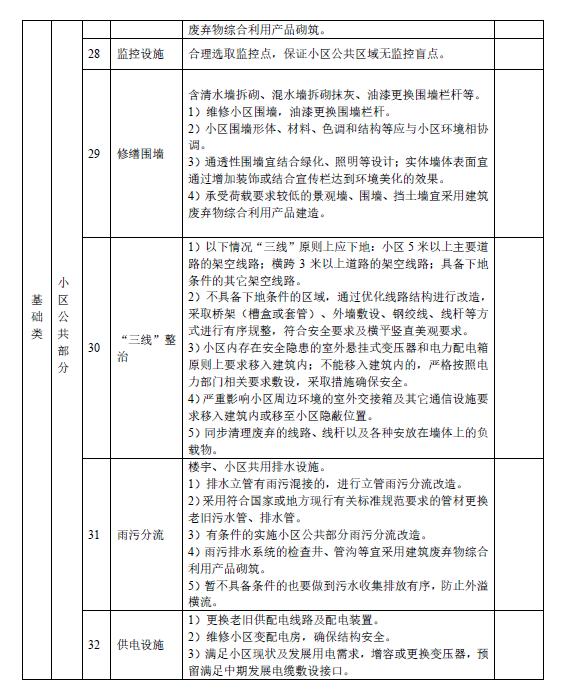 废弃物综合利用产品砌筑。
28 监控设施 合理选取监控点，保证小区公共区域无监控盲点。
含清水墙拆砌、混水墙拆砌抹灰、油漆更换围墙栏杆等。
1）维修小区围墙，油漆更换围墙栏杆。
2）小区围墙形体、材料、色调和结构等应与小区环境相协
调。
29 修缮围墙
3）通透性围墙宜结合绿化、照明等设计；实体墙体表面宜
通过增加装饰或结合宣传栏达到环境美化的效果。
4）承受荷载要求较低的景观墙、围墙、挡土墙宜采用建筑
废弃物综合利用产品建造。
基础类
小区公共部分
30 “三线”整治
1）以下情况“三线”原则上应下地：小区 5 米以上主要道
路的架空线路；横跨 3 米以上道路的架空线路；具备下地
条件的其它架空线路。
2）不具备下地条件的区域，通过优化线路结构进行改造，
采取桥架（槽盒或套管）、外墙敷设、钢绞线、线杆等方
式进行有序规整，符合安全要求及横平竖直美观要求。
3）小区内存在安全隐患的室外悬挂式变压器和电力配电箱
原则上要求移入建筑内；不能移入建筑内的，严格按照电
力部门相关要求敷设，采取措施确保安全。
4）严重影响小区周边环境的室外交接箱及其它通信设施要
求移入建筑内或移至小区隐蔽位置。
5）同步清理废弃的线路、线杆以及各种安放在墙体上的负
载物。
31 雨污分流
楼宇、小区共用排水设施。
1）排水立管有雨污混接的，进行立管雨污分流改造。
2）采用符合国家或地方现行有关标准规范要求的管材更换
老旧污水管、排水管。
3）有条件的实施小区公共部分雨污分流改造。
4）雨污排水系统的检查井、管沟等宜采用建筑废弃物综合
利用产品砌筑。
5）暂不具备条件的也要做到污水收集排放有序，防止外溢
横流。
32 供电设施
1）更换老旧供配电线路及配电装置。
2）维修小区变配电房，确保结构安全。
3）满足小区现状及发展用电需求，增容或更换变压器，预
留满足中期发展电缆敷设接口。